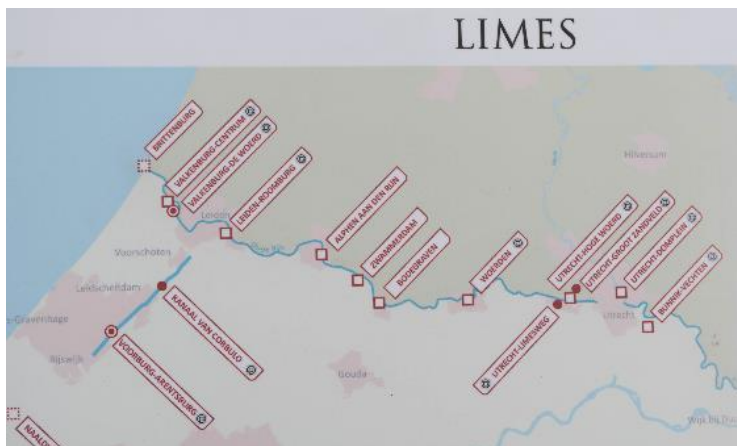 LIMES
BRITTENBURG
VALKENBURG-CENTRUM
VALKENBURG-DE WOERD
LEIDEN-ROOMBURG
Leiden
Hilversum
Voorschoten
Leidschendam
KANAAL VAN CORBULO
VOORBURG-ARENTSBURG
Rijswijk
ALPHEN AAN DEN RIJN
ZWAMMERDAM
BODEGRAVEN
WOERDEN
UTRECHT-HOGE WOERD
UTRECHT-GROOT ZANDVELD
UTRECHT-DOMPLEIN
BUNNIK-VECHTEN
UTRECHT-LIMESWEG
Utrecht
Gouda